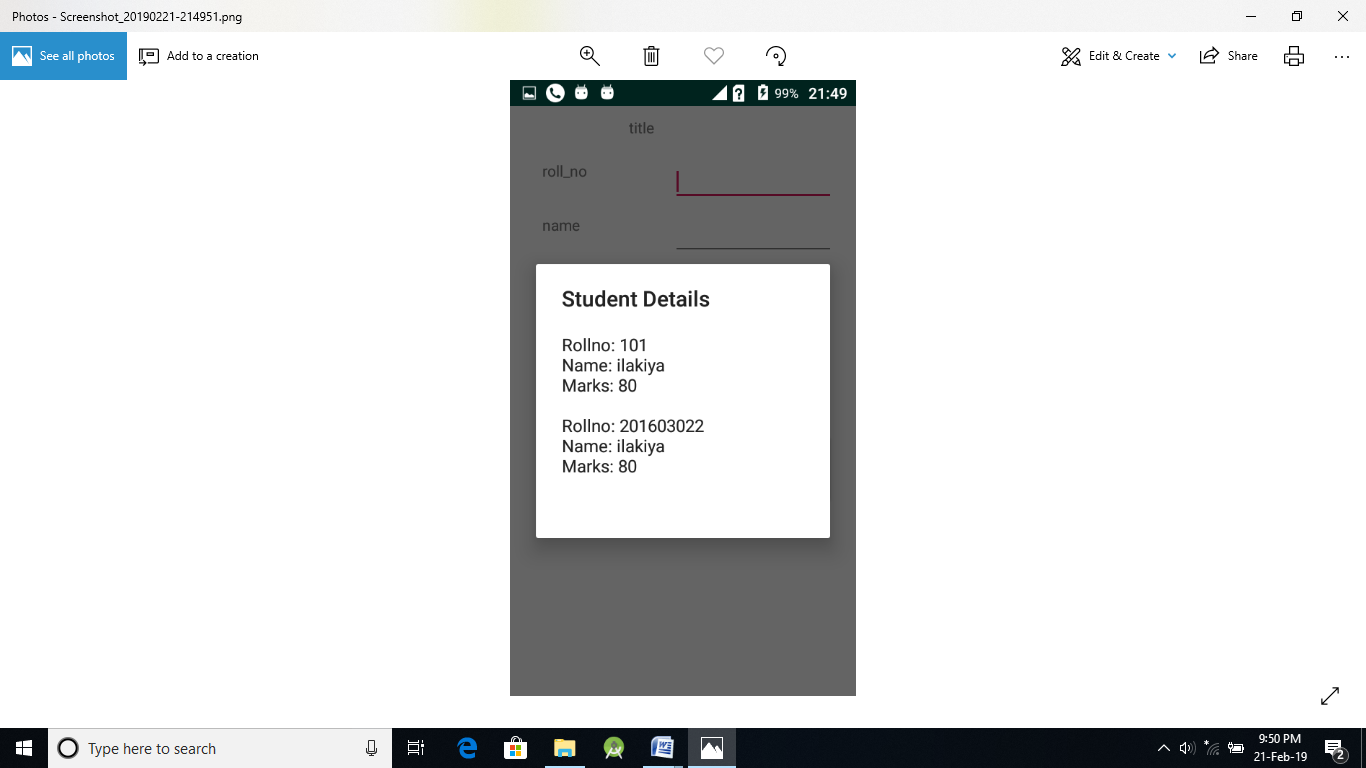 Photos - Screenshot_20190221-214951.png
See all photos
Add to a creation
Edit & Create
Share
99% 21:49
title
roll_no
name
Student Details
Rollno: 101
Name: ilakiya
Marks: 80
Rollno: 201603022
Name: ilakiya
Marks: 80
Type here to search
9:50 PM
21-Feb-19
2